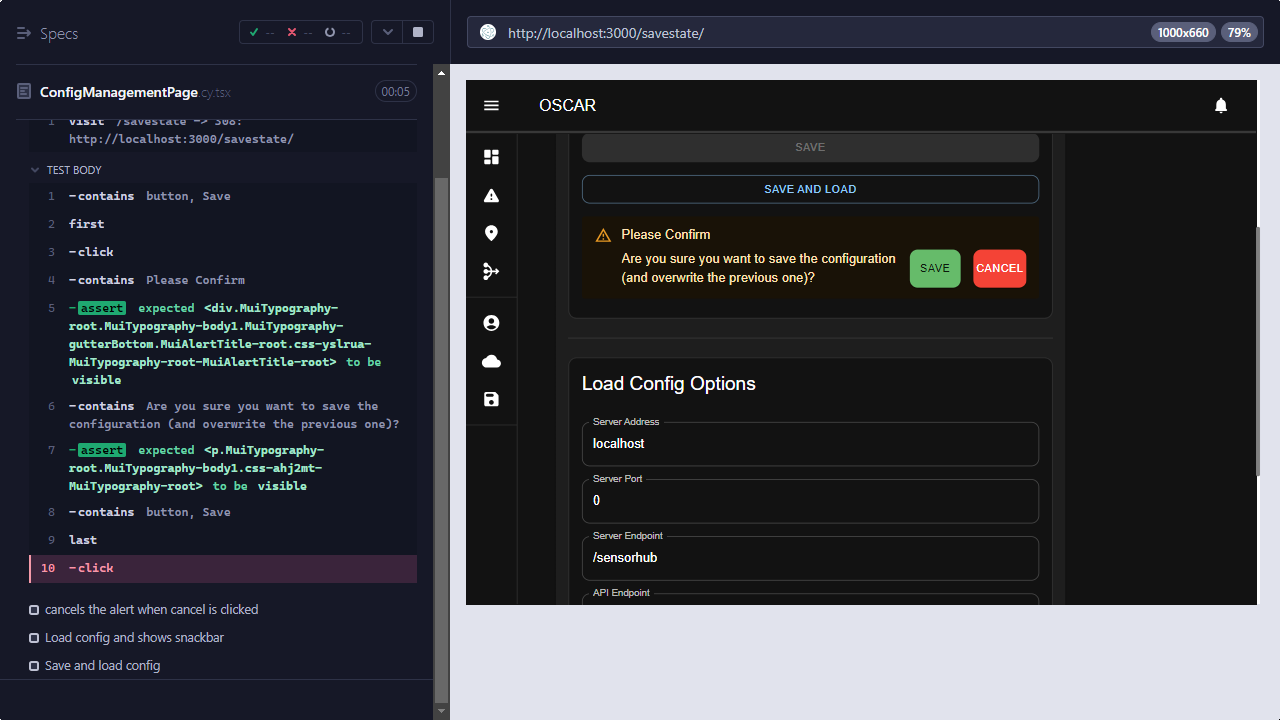 Specs
-- -- --
ConfigManagementPage.cy.tsx 00:05
1 visit /savestate -> 308:
http://localhost:3000/savestate/
TEST BODY
1 -contains button, Save
2 first
3 -click
4 -contains Please Confirm
5 -assert expected <div.MuiTypography-
root.MuiTypography-body1.MuiTypography-
gutterBottom.MuiAlertTitle-root.css-yslrua-
MuiTypography-root-MuiAlertTitle-root> to be
visible
6 -contains Are you sure you want to save the
configuration (and overwrite the previous one)?
7 -assert expected <p.MuiTypography-
root.MuiTypography-body1.css-ahj2mt-
MuiTypography-root> to be visible
8 -contains button, Save
9 last
10 -click
cancels the alert when cancel is clicked
Load config and shows snackbar
Save and load config
http://localhost:3000/savestate/ 1000x660 79%
OSCAR
SAVE
SAVE AND LOAD
Please Confirm
Are you sure you want to save the configuration
(and overwrite the previous one)?
SAVE CANCEL
Load Config Options
Server Address
localhost
Server Port
0
Server Endpoint
/sensorhub
API Endpoint